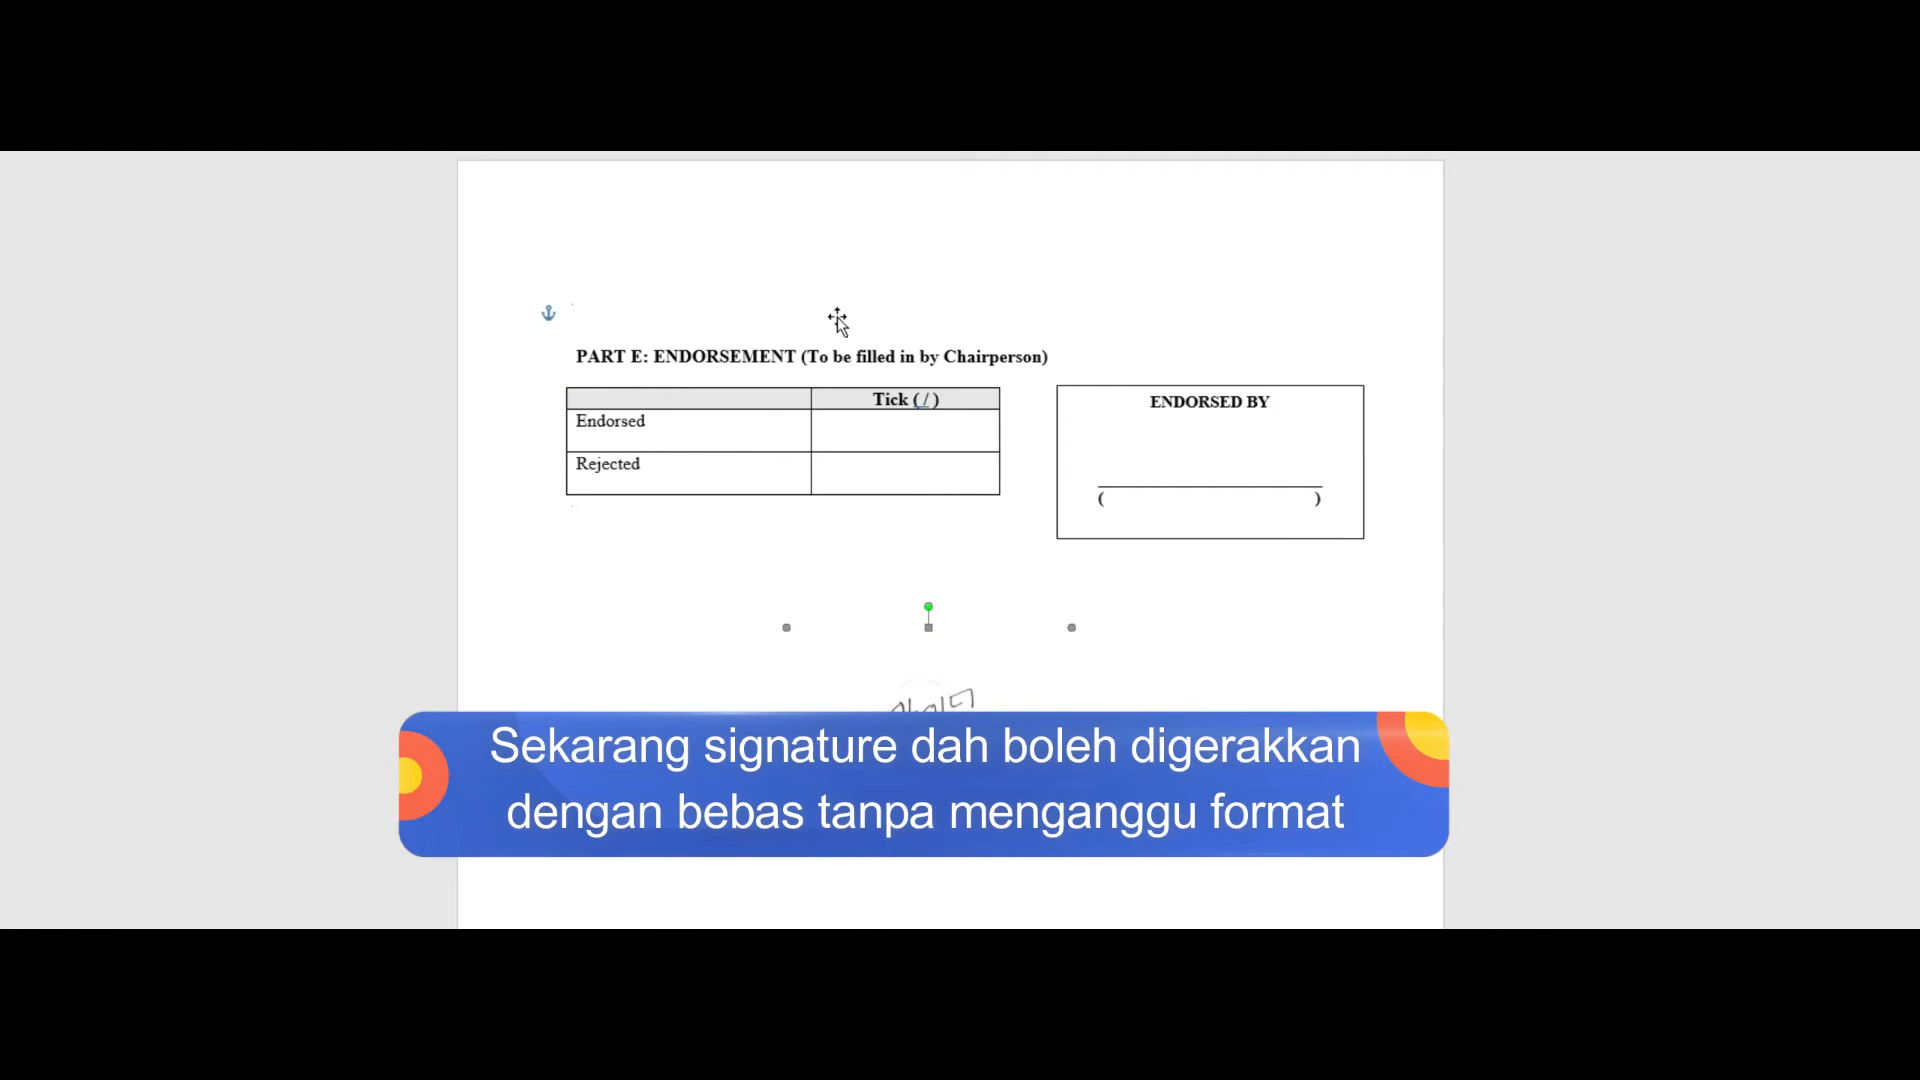 PART E: ENDORSEMENT (To be filled in by Chairperson)
Tick ( / )
Endorsed
Rejected
ENDORSED BY
( )
Sekarang signature dah boleh digerakkan
dengan bebas tanpa menganggu format